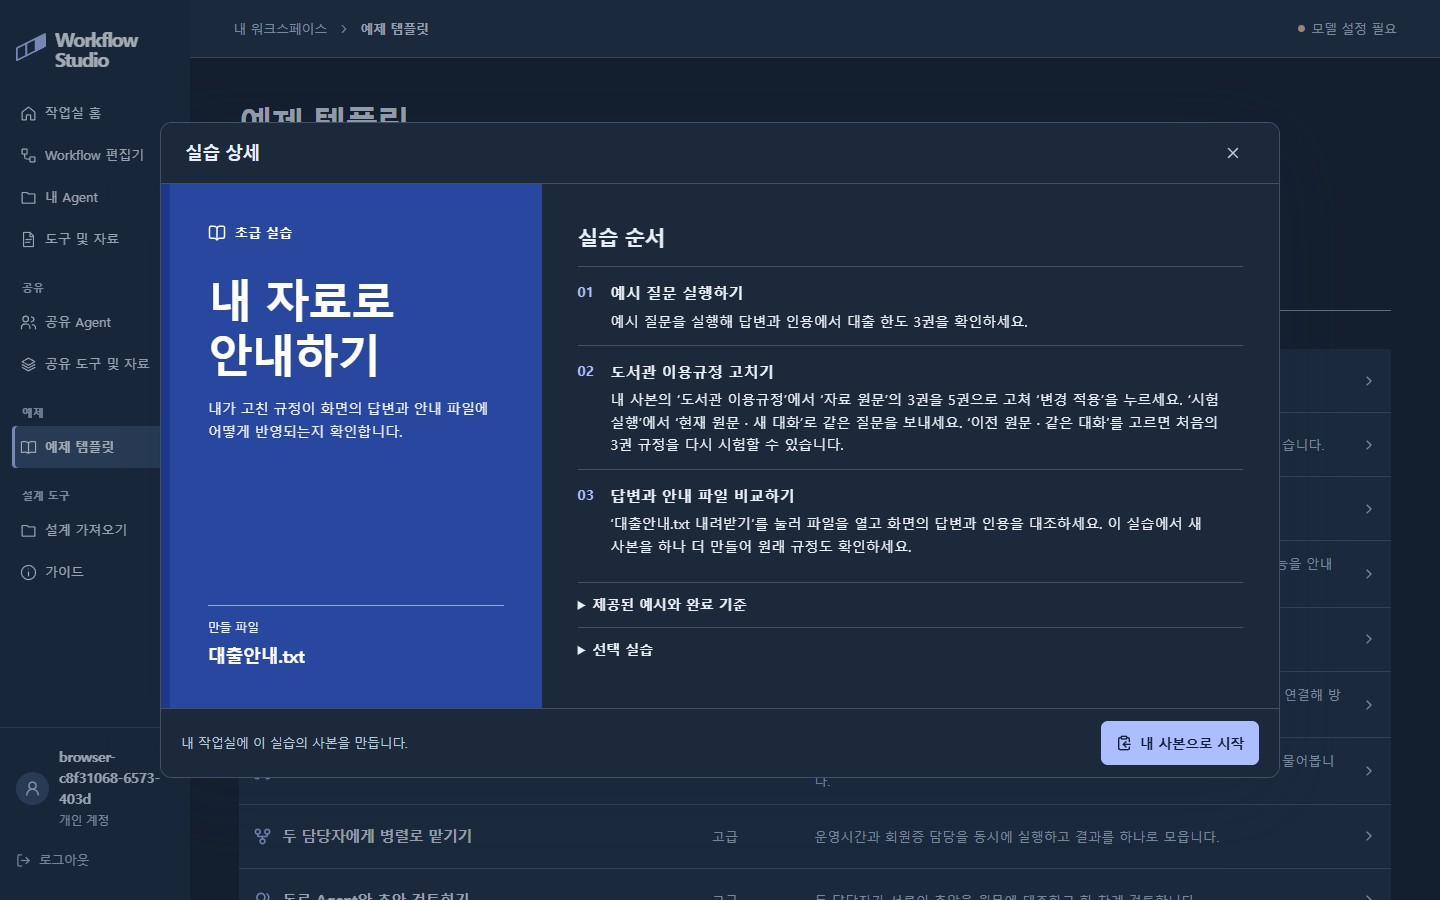 Workflow
Studio
작업실 홈
Workflow 편집기
내 Agent
도구 및 자료
공유
공유 Agent
공유 도구 및 자료
예제
예제 템플릿
설계 도구
설계 가져오기
가이드
browser-
c8f31068-6573-
403d
개인 계정
로그아웃
내 워크스페이스 > 예제 템플릿
모델 설정 필요
예제 템플릿
실습 상세
초급 실습
내 자료로
안내하기
내가 고친 규정이 화면의 답변과 안내 파일에
어떻게 반영되는지 확인합니다.
만들 파일
대출안내.txt
실습 순서
01 예시 질문 실행하기
예시 질문을 실행해 답변과 인용에서 대출 한도 3권을 확인하세요.
02 도서관 이용규정 고치기
내 사본의 ‘도서관 이용규정’에서 ‘자료 원문’의 3권을 5권으로 고쳐 ‘변경 적용’을 누르세요. ‘시험
실행’에서 ‘현재 원문 · 새 대화’로 같은 질문을 보내세요. ‘이전 원문 · 같은 대화’를 고르면 처음의
3권 규정을 다시 시험할 수 있습니다.
03 답변과 안내 파일 비교하기
‘대출안내.txt 내려받기’를 눌러 파일을 열고 화면의 답변과 인용을 대조하세요. 이 실습에서 새
사본을 하나 더 만들어 원래 규정도 확인하세요.
▶ 제공된 예시와 완료 기준
▶ 선택 실습
내 작업실에 이 실습의 사본을 만듭니다.
내 사본으로 시작
습니다.
안내
연결해 방
물어봅니
다.
두 담당자에게 병렬로 맡기기
고급
운영시간과 회원증 담당을 동시에 실행하고 결과를 하나로 모읍니다.